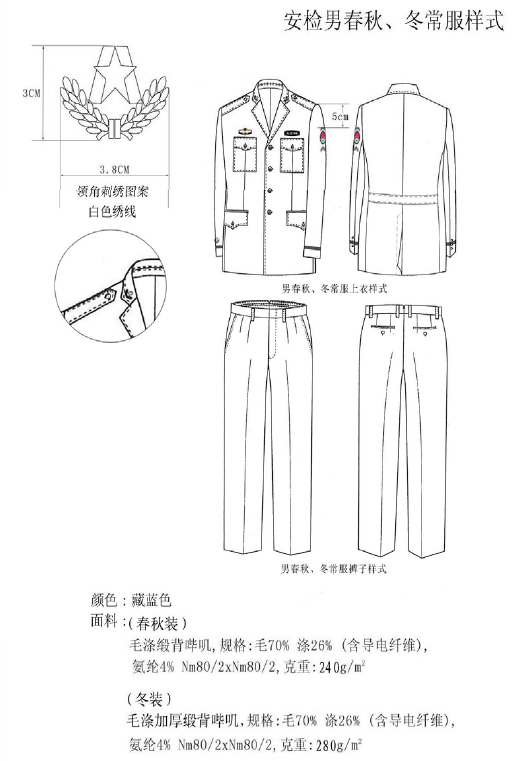 安检男春秋、冬常服样式
3CM
3.8CM
领角刺绣图案
白色绣线
5cm
男春秋、冬常服上衣样式
男春秋、冬常服裤子样式
颜色：藏蓝色
面料：(春秋装)
毛涤缎背哔叽,规格:毛70% 涤26% (含导电纤维),
氨纶4% Nm80/2xNm80/2,克重:240g/m²
(冬装)
毛涤加厚缎背哔叽,规格:毛70% 涤26% (含导电纤维),
氨纶4% Nm80/2xNm80/2,克重:280g/m²